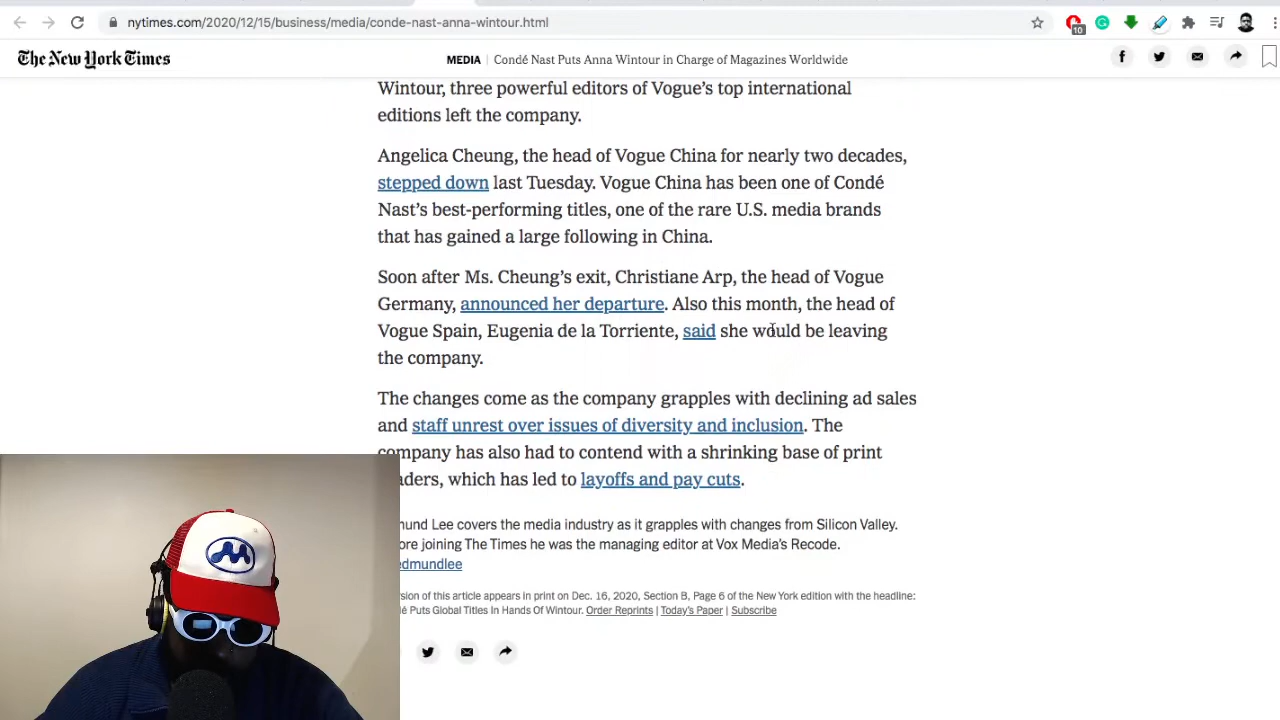 nytimes.com/2020/12/15/business/media/conde-nast-anna-wintour.html
10
The New York Times
MEDIA | Condé Nast Puts Anna Wintour in Charge of Magazines Worldwide
Wintour, three powerful editors of Vogue's top international
editions left the company.
Angelica Cheung, the head of Vogue China for nearly two decades,
stepped down last Tuesday. Vogue China has been one of Condé
Nast's best-performing titles, one of the rare U.S. media brands
that has gained a large following in China.
Soon after Ms. Cheung's exit, Christiane Arp, the head of Vogue
Germany, announced her departure. Also this month, the head of
Vogue Spain, Eugenia de la Torriente, said she would be leaving
the company.
The changes come as the company grapples with declining ad sales
and staff unrest over issues of diversity and inclusion. The
company has also had to contend with a shrinking base of print
aders, which has led to layoffs and pay cuts.
mund Lee covers the media industry as it grapples with changes from Silicon Valley.
ore joining The Times he was the managing editor at Vox Media's Recode.
edmundlee
rsion of this article appears in print on Dec. 16, 2020, Section B, Page 6 of the New York edition with the headline:
é Puts Global Titles In Hands Of Wintour. Order Reprints | Today's Paper | Subscribe
M